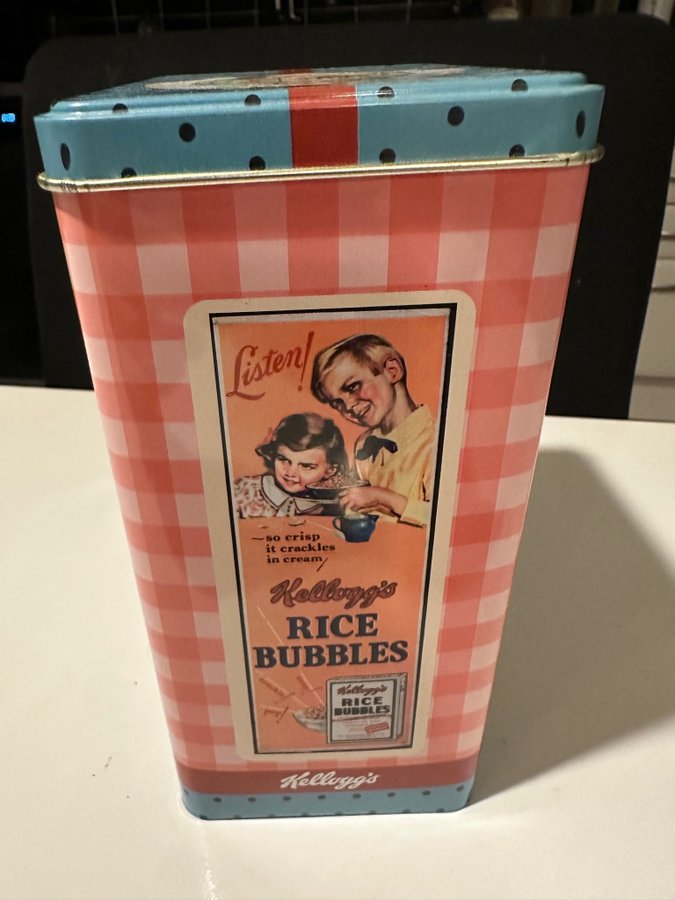 Listen!
—so crisp
it crackles
in cream/
Kellogg's
RICE
BUBBLES
Kellogg's
RICE
BUBBLES
Kellogg's